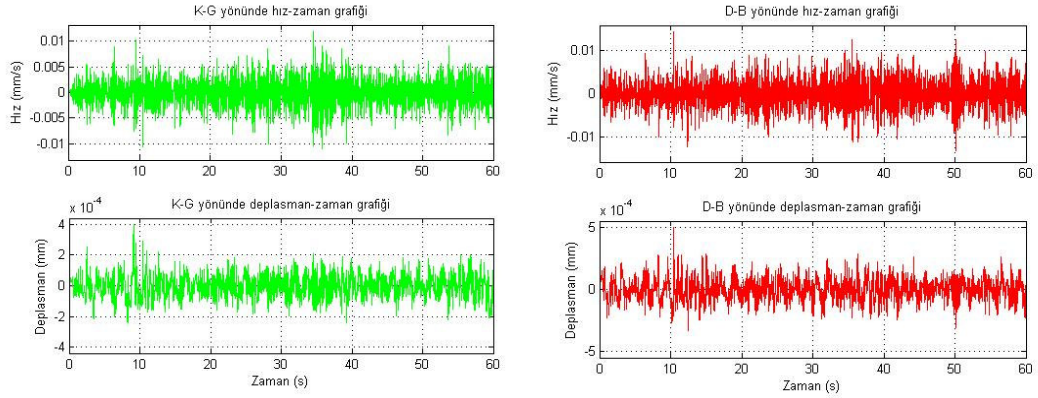 K-G yönünde hız-zaman grafiği
0.01
0.005
0
-0.005
-0.01
Hız (mm/s)
0 10 20 30 40 50 60
x 10-4
K-G yönünde deplasman-zaman grafiği
4
2
0
-2
-4
Deplasman (mm)
0 10 20 30 40 50 60
Zaman (s)
D-B yönünde hız-zaman grafiği
0.01
0
-0.01
Hız (mm/s)
0 10 20 30 40 50 60
x 10-4
D-B yönünde deplasman-zaman grafiği
5
0
-5
Deplasman (mm)
0 10 20 30 40 50 60
Zaman (s)